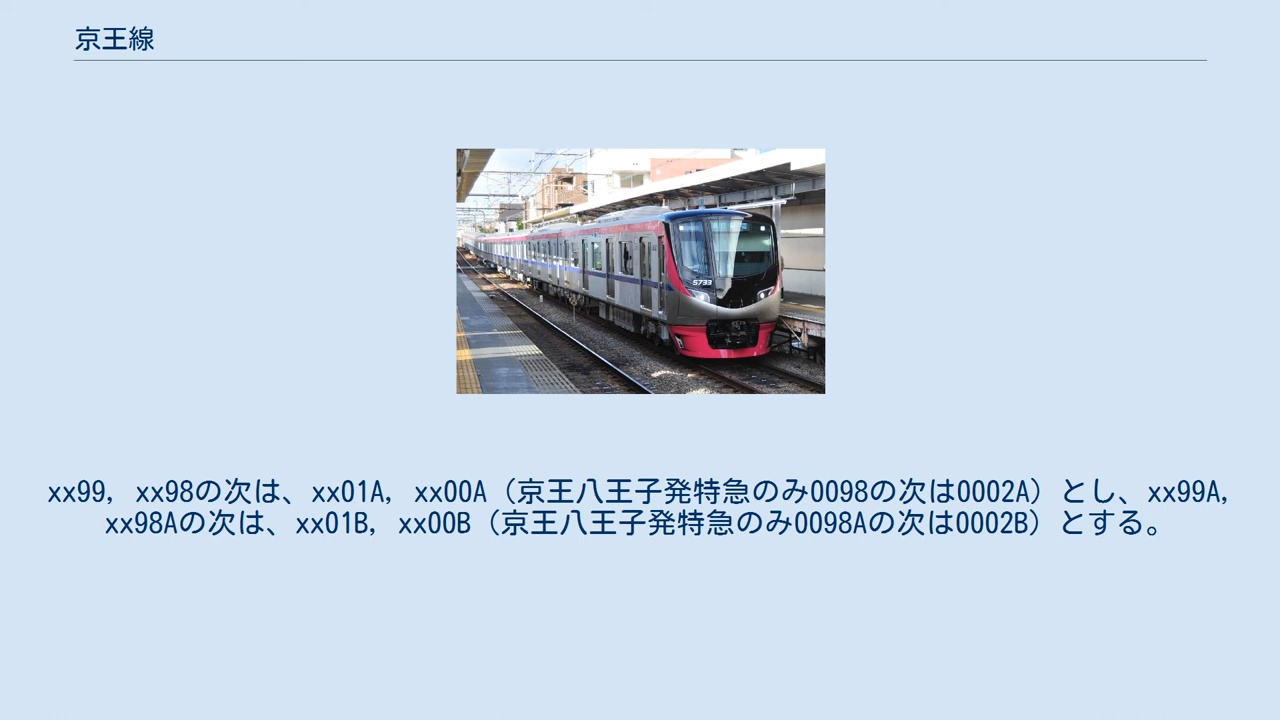 京王線
5733
xx99, xx98の次は、xx01A, xx00A（京王八王子発特急のみ0098の次は0002A）とし、xx99A,
xx98Aの次は、xx01B, xx00B（京王八王子発特急のみ0098Aの次は0002B）とする。